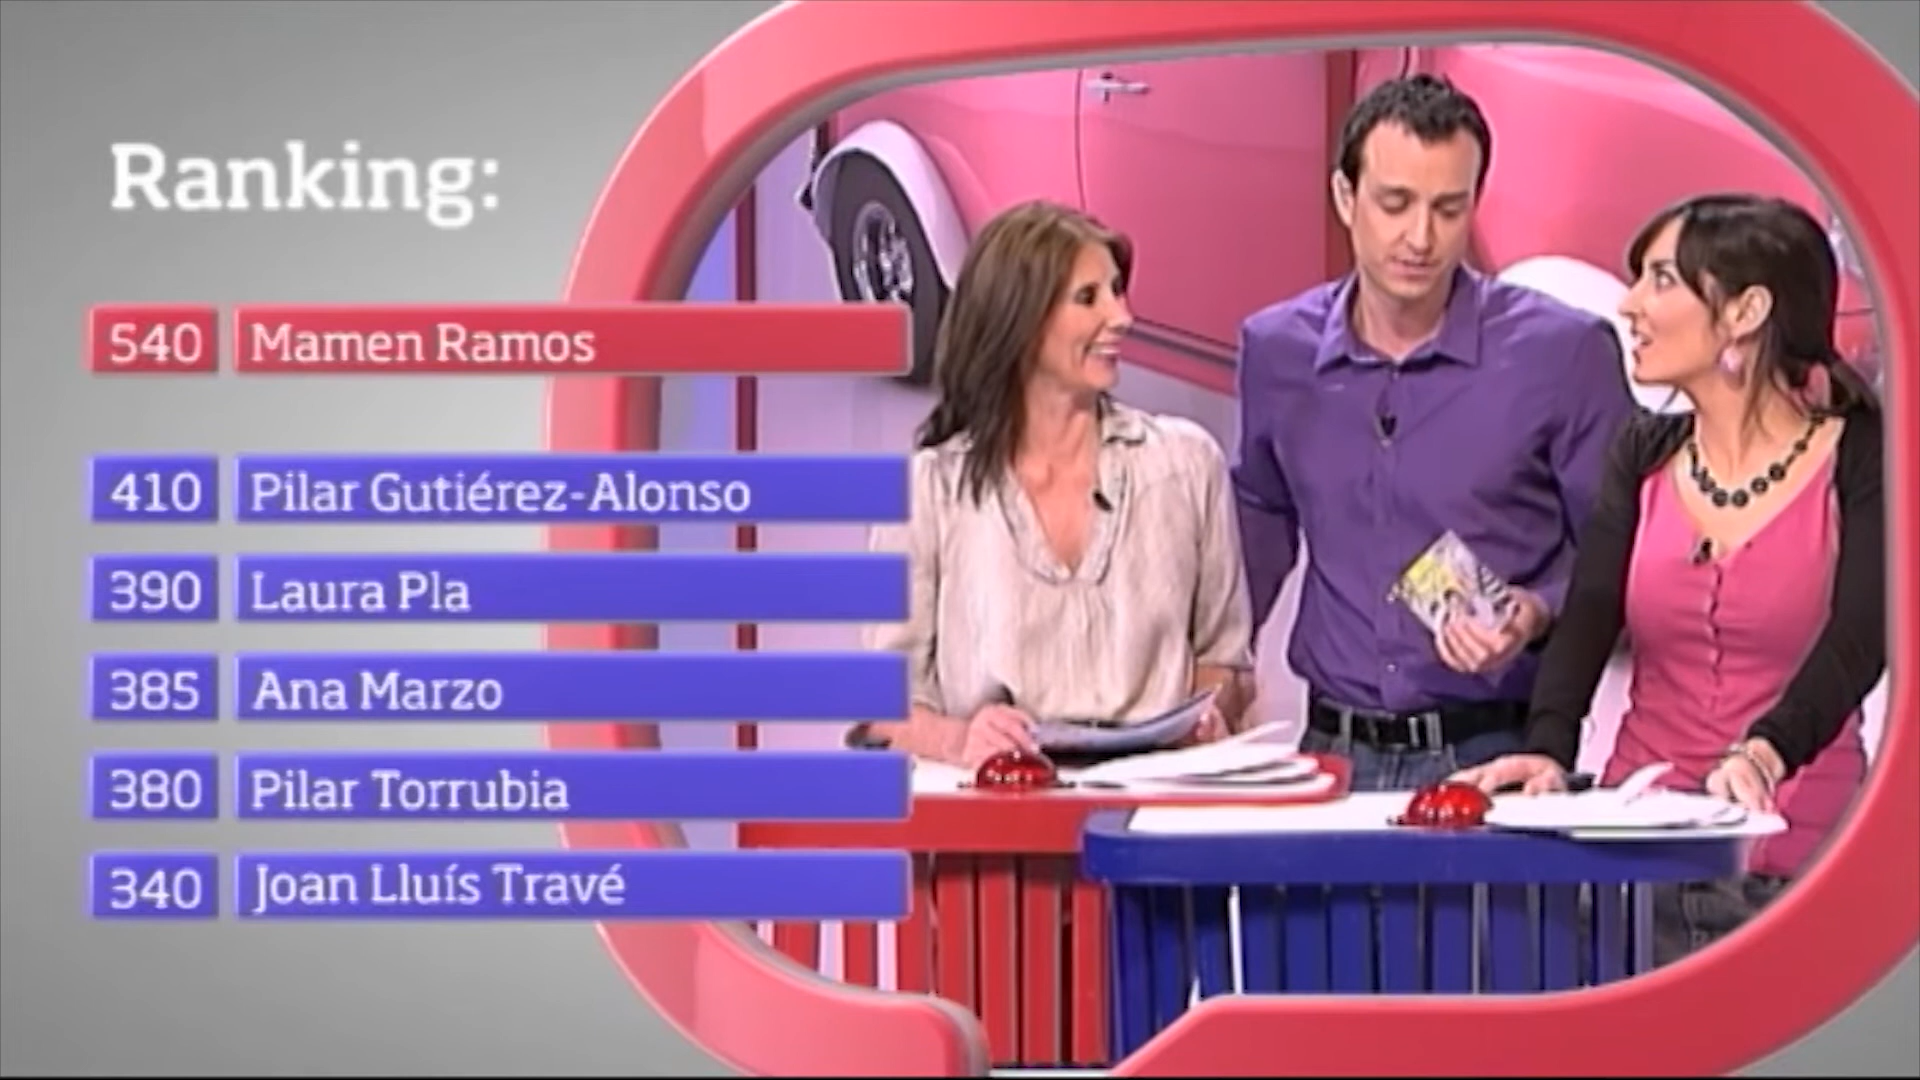 Ranking:
540 Mamen Ramos
410 Pilar Gutiérez-Alonso
390 Laura Pla
385 Ana Marzo
380 Pilar Torrubia
340 Joan Lluís Travé